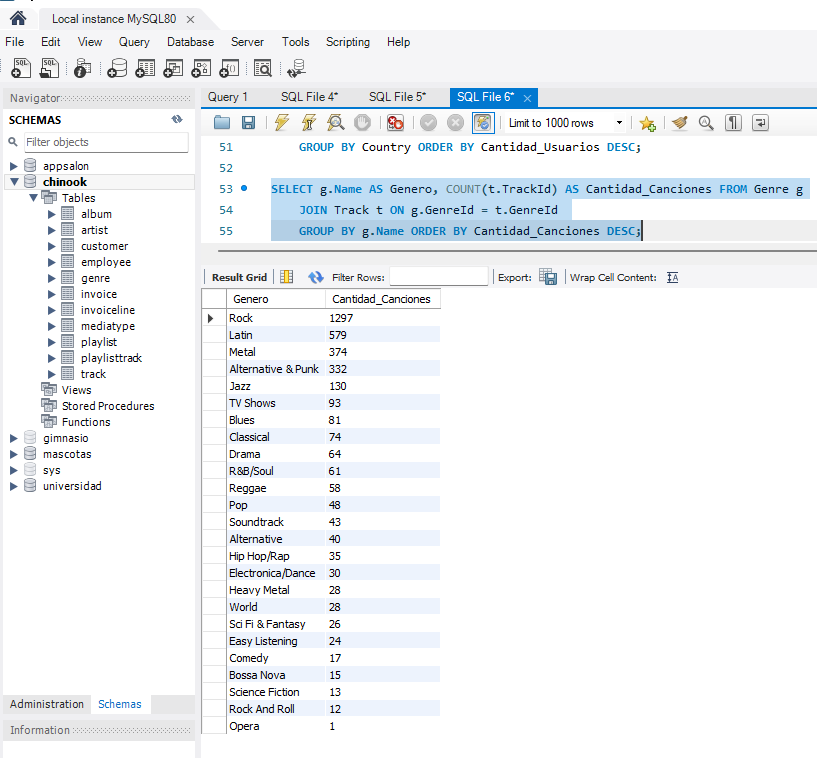 Local instance MySQL80
File Edit View Query Database Server Tools Scripting Help
Navigator
SCHEMAS
Filter objects
appsalon
chinook
Tables
album
artist
customer
employee
genre
invoice
invoiceline
mediatype
playlist
playlisttrack
track
Views
Stored Procedures
Functions
gimnasio
mascotas
sys
universidad
Administration Schemas
Information
Query 1 SQL File 4* SQL File 5* SQL File 6*
Limit to 1000 rows
51 GROUP BY Country ORDER BY Cantidad_Usuarios DESC;
52
53 SELECT g.Name AS Genero, COUNT(t.TrackId) AS Cantidad_Canciones FROM Genre g
54 JOIN Track t ON g.GenreId = t.GenreId
55 GROUP BY g.Name ORDER BY Cantidad_Canciones DESC;
Result Grid Filter Rows: Export: Wrap Cell Content:
Genero Cantidad_Canciones
Rock 1297
Latin 579
Metal 374
Alternative & Punk 332
Jazz 130
TV Shows 93
Blues 81
Classical 74
Drama 64
R&B/Soul 61
Reggae 58
Pop 48
Soundtrack 43
Alternative 40
Hip Hop/Rap 35
Electronica/Dance 30
Heavy Metal 28
World 28
Sci Fi & Fantasy 26
Easy Listening 24
Comedy 17
Bossa Nova 15
Science Fiction 13
Rock And Roll 12
Opera 1